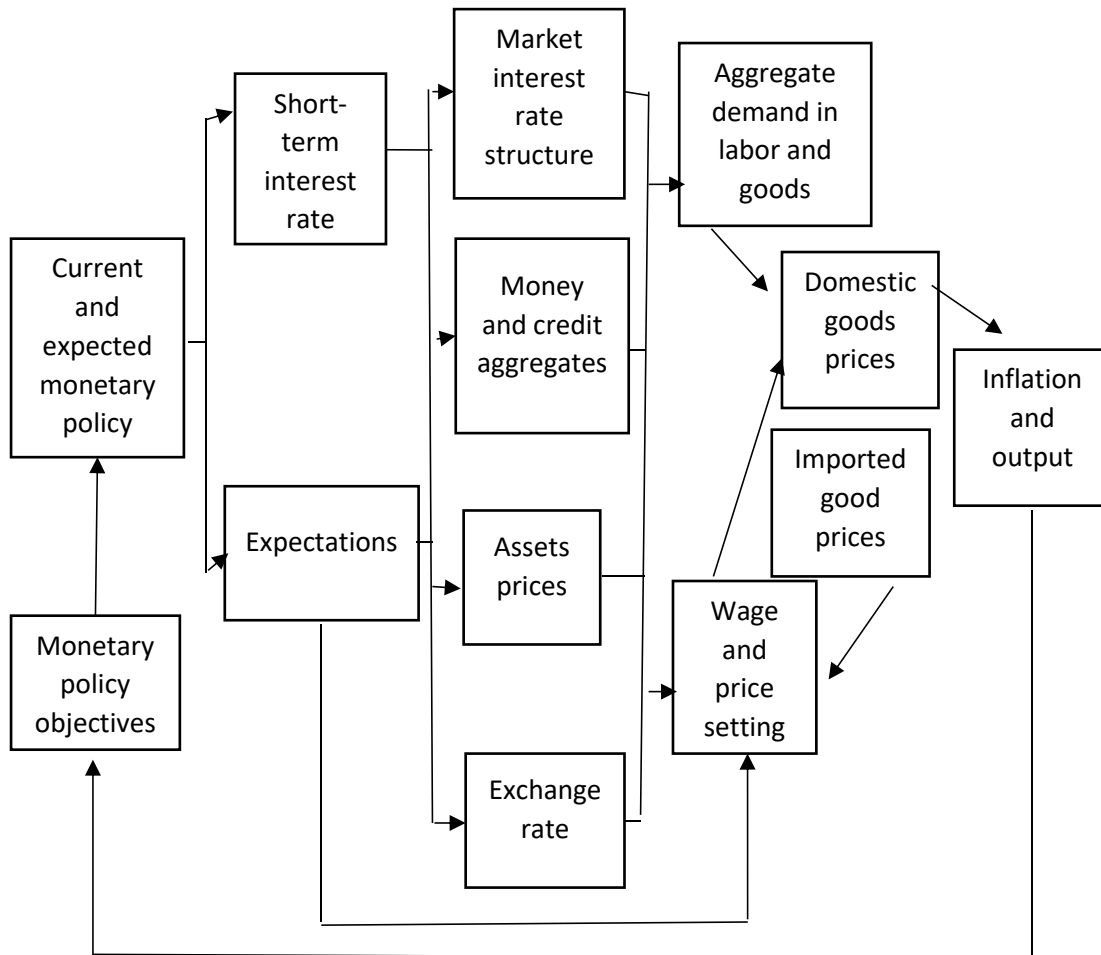 Current
and
expected
monetary
policy
Monetary
policy
objectives
Short-
term
interest
rate
Expectations
Market
interest
rate
structure
Money
and credit
aggregates
Assets
prices
Exchange
rate
Aggregate
demand in
labor and
goods
Domestic
goods
prices
Imported
good
prices
Wage
and
price
setting
Inflation
and
output